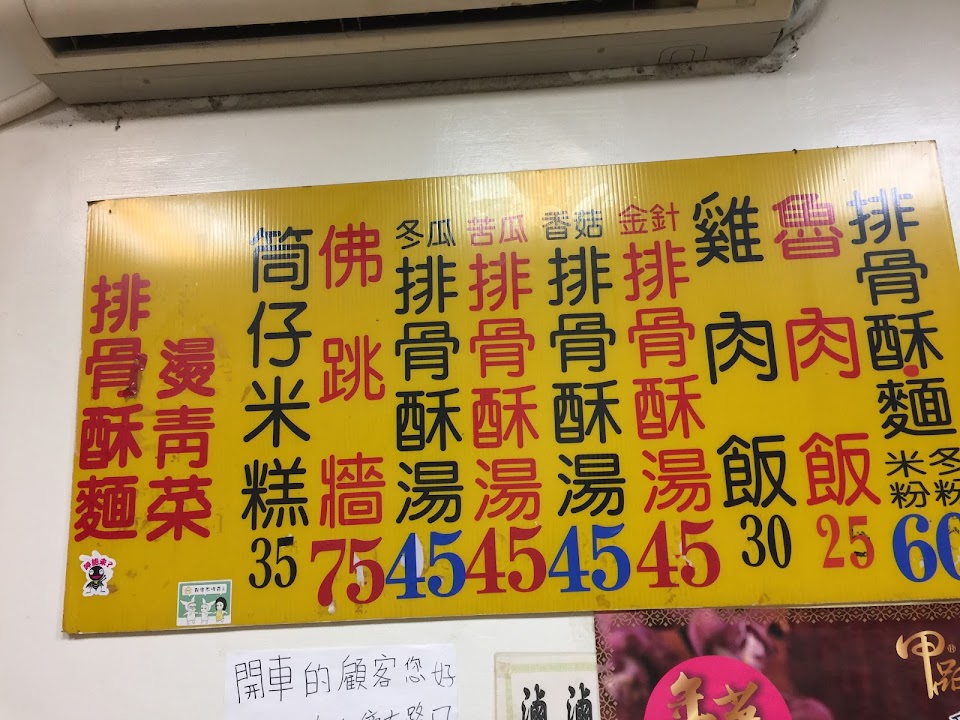 排骨酥麵
冬粉
米粉
60
魯肉飯
25
雞肉飯
30
金針
排骨酥湯
45
香菇
排骨酥湯
45
苦瓜
排骨酥湯
45
冬瓜
排骨酥湯
45
佛跳牆
75
筒仔米糕
35
燙青菜
排骨酥麵
開車的顧客您好
滷
滷